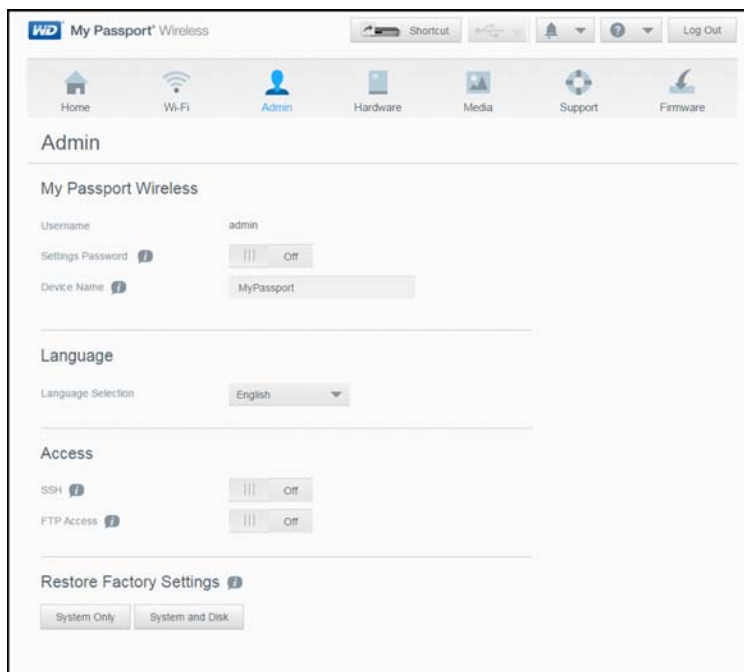 WD My Passport® Wireless
Shortcut
Log Out
Home
Wi-Fi
Admin
Hardware
Media
Support
Firmware
Admin
My Passport Wireless
Username admin
Settings Password i Off
Device Name i MyPassport
Language
Language Selection English
Access
SSH i Off
FTP Access i Off
Restore Factory Settings i
System Only
System and Disk